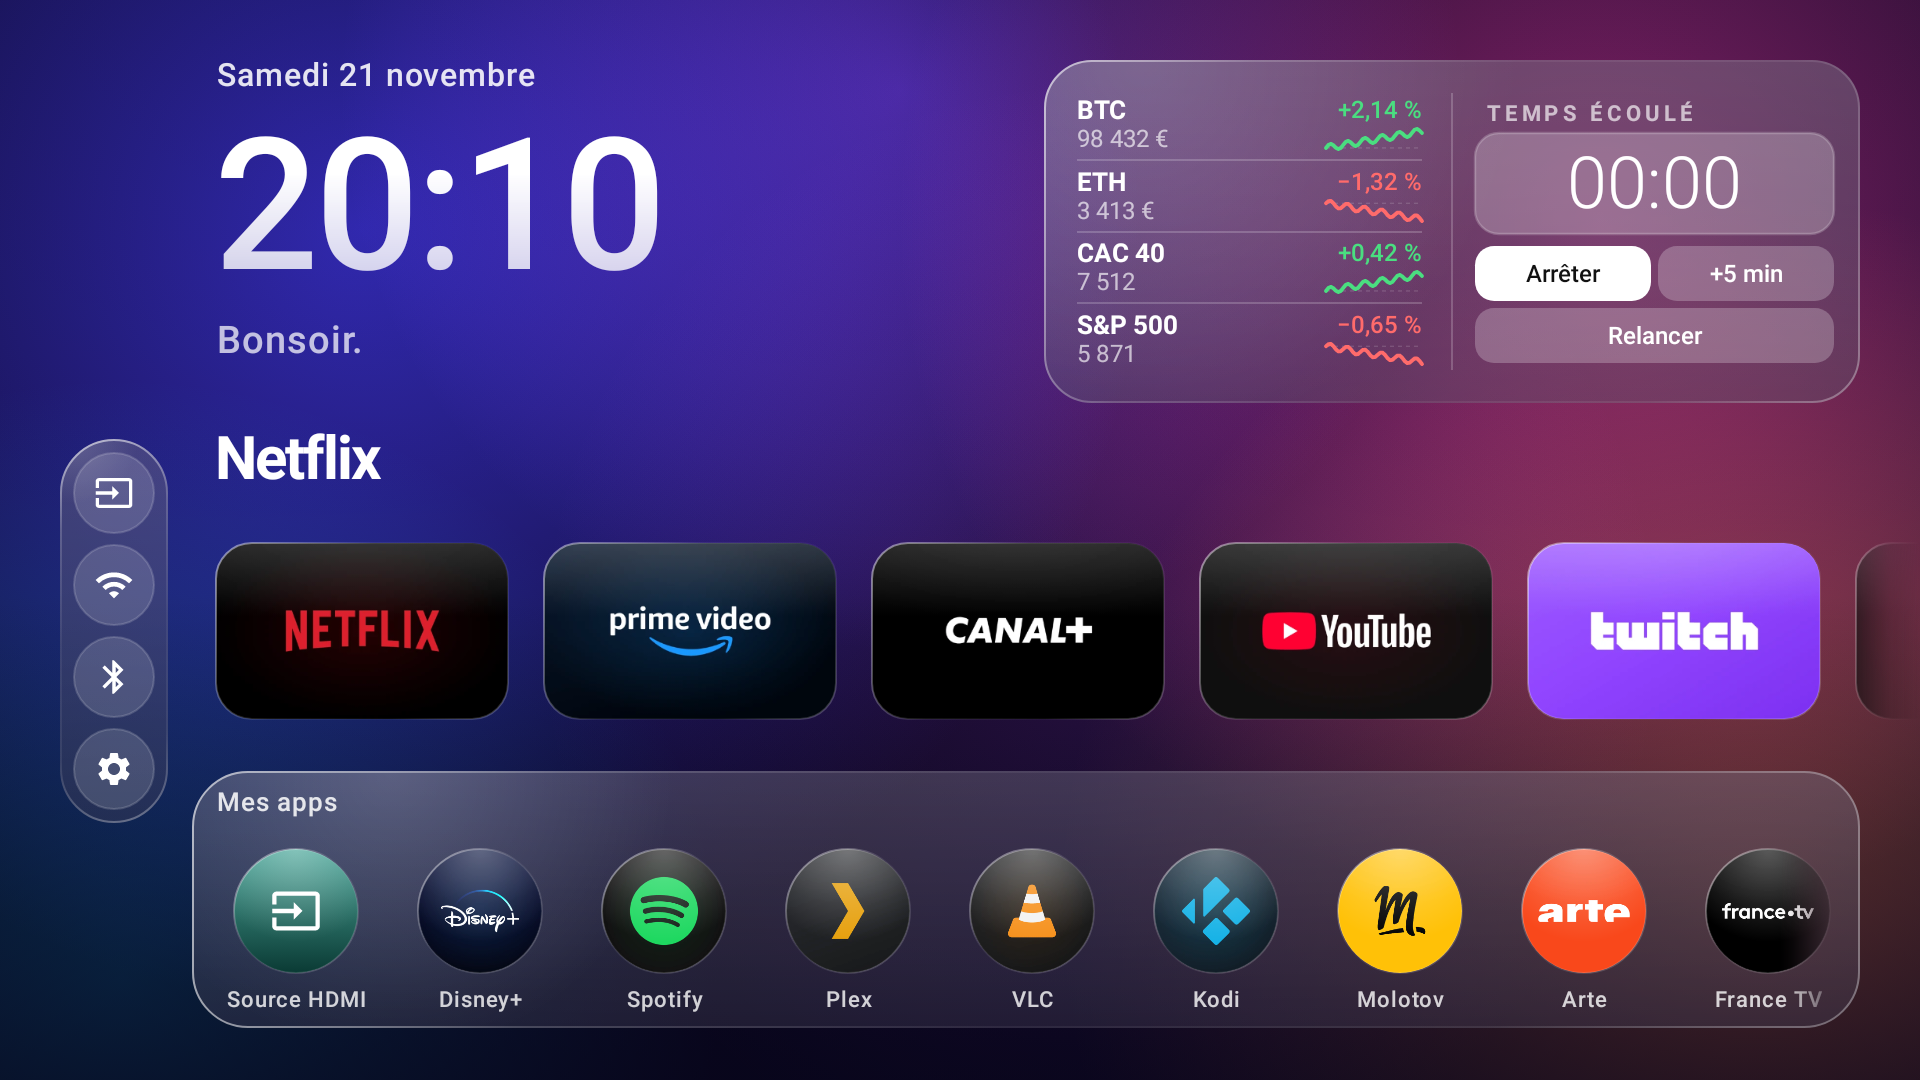 Samedi 21 novembre
20:10
Bonsoir.
BTC +2,14 %
98 432 €
ETH −1,32 %
3 413 €
CAC 40 +0,42 %
7 512
S&P 500 −0,65 %
5 871
TEMPS ÉCOULÉ
00:00
Arrêter +5 min
Relancer
Netflix
NETFLIX
prime video
CANAL+
YouTube
twitch
Mes apps
Disney+
M.
arte
france•tv
Source HDMI
Disney+
Spotify
Plex
VLC
Kodi
Molotov
Arte
France TV